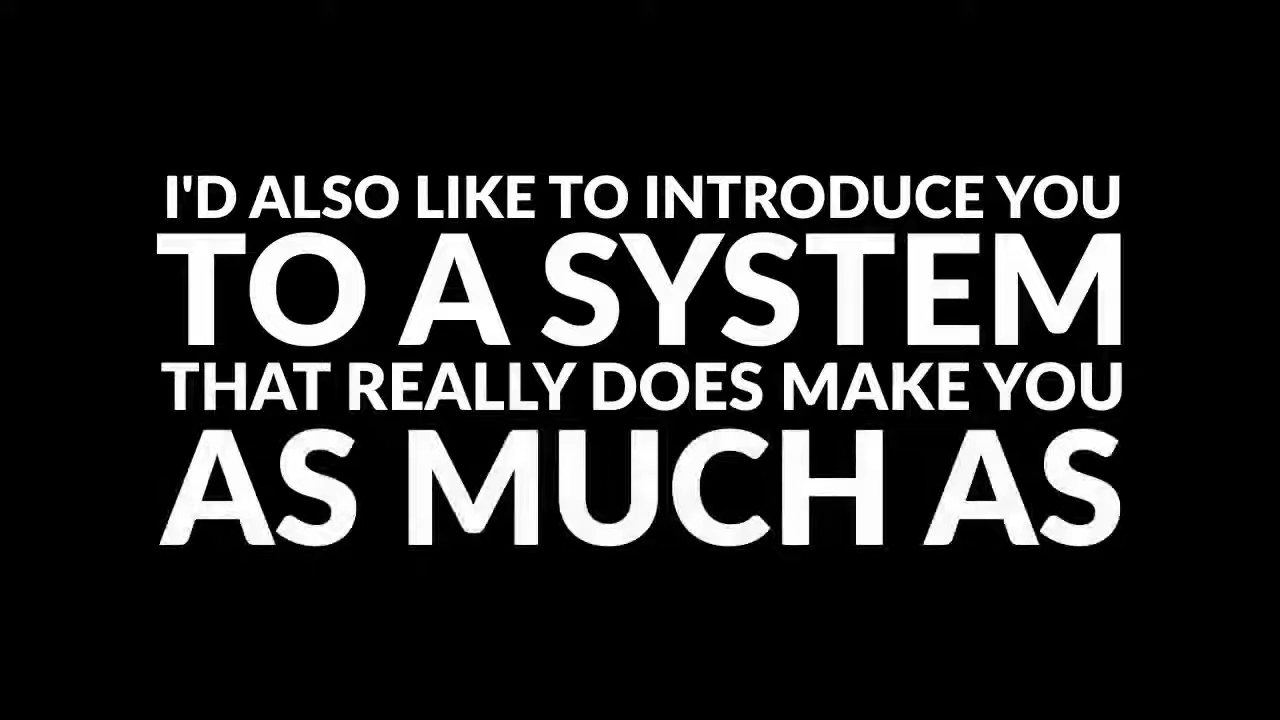 I'D ALSO LIKE TO INTRODUCE YOU
TO A SYSTEM
THAT REALLY DOES MAKE YOU
AS MUCH AS